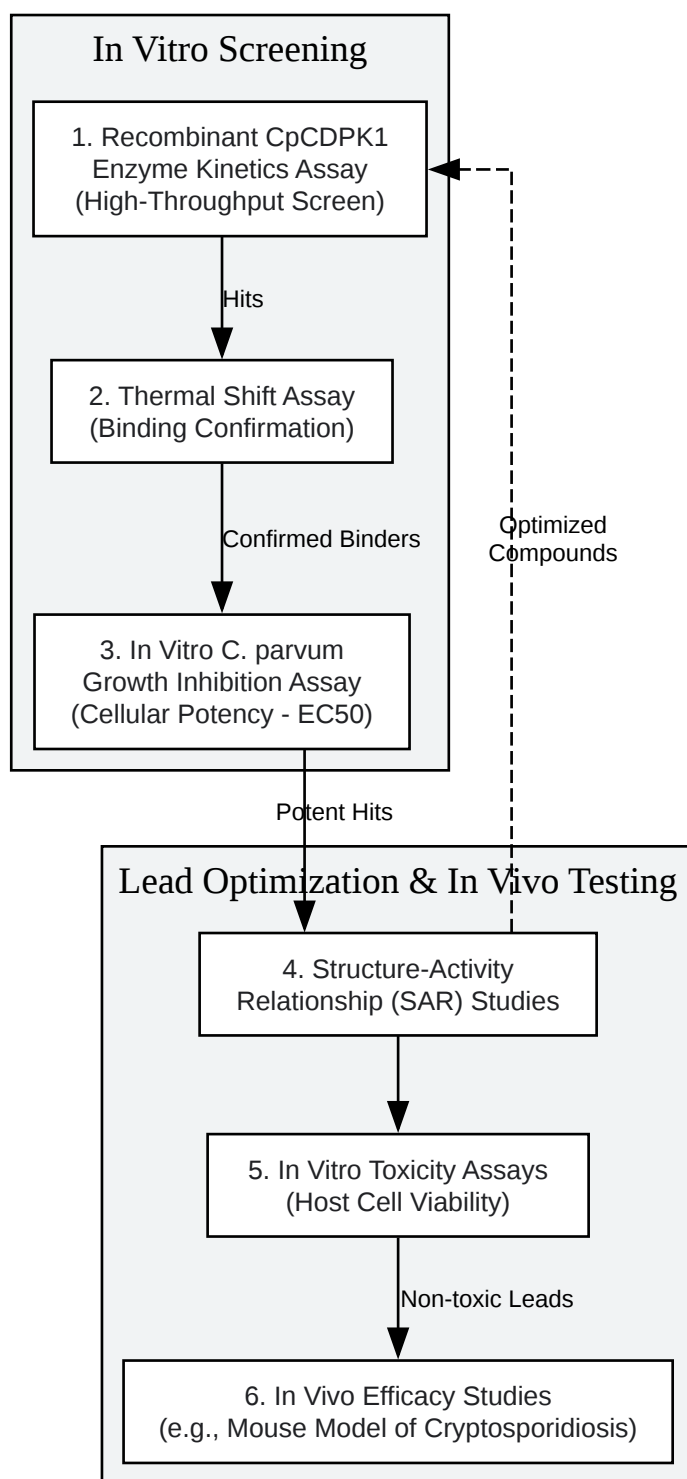 In Vitro Screening
1. Recombinant CpCDPK1
Enzyme Kinetics Assay
(High-Throughput Screen)
Hits
2. Thermal Shift Assay
(Binding Confirmation)
Confirmed Binders
Optimized
Compounds
3. In Vitro C. parvum
Growth Inhibition Assay
(Cellular Potency - EC50)
Potent Hits
Lead Optimization & In Vivo Testing
4. Structure-Activity
Relationship (SAR) Studies
5. In Vitro Toxicity Assays
(Host Cell Viability)
Non-toxic Leads
6. In Vivo Efficacy Studies
(e.g., Mouse Model of Cryptosporidiosis)